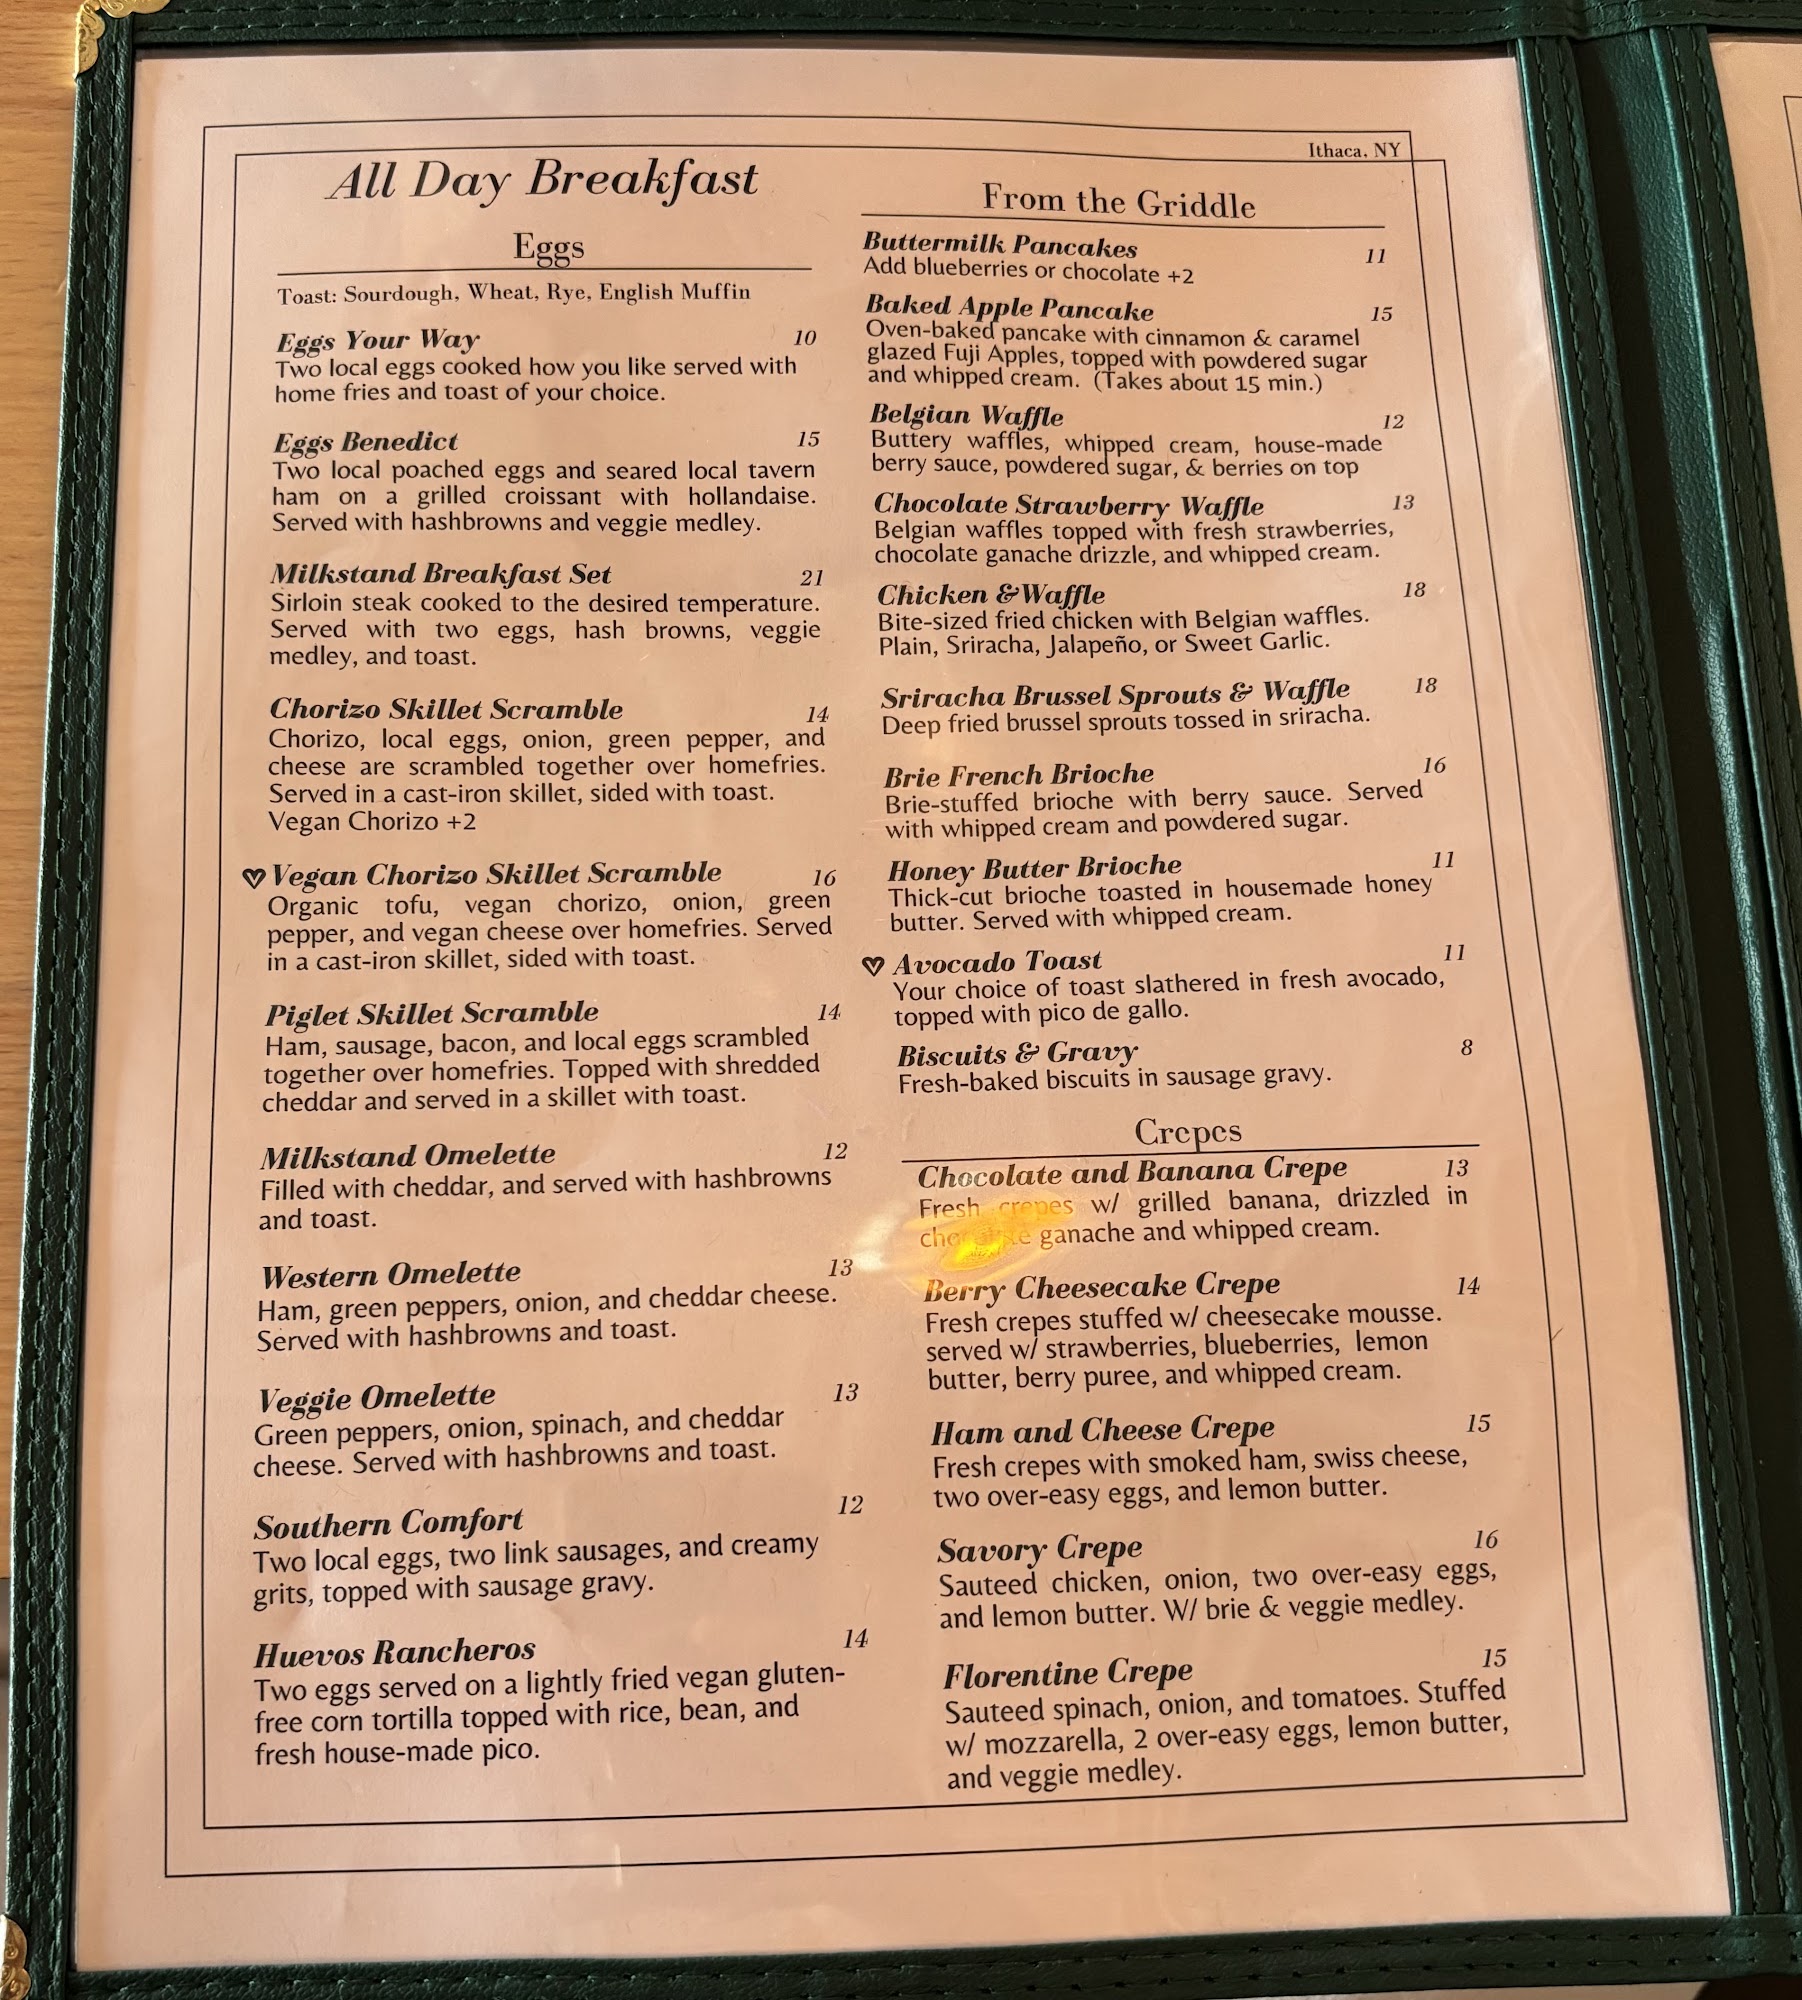 Ithaca, NY
All Day Breakfast
Eggs
Toast: Sourdough, Wheat, Rye, English Muffin
Eggs Your Way 10
Two local eggs cooked how you like served with
home fries and toast of your choice.
Eggs Benedict 15
Two local poached eggs and seared local tavern
ham on a grilled croissant with hollandaise.
Served with hashbrowns and veggie medley.
Milkstand Breakfast Set 21
Sirloin steak cooked to the desired temperature.
Served with two eggs, hash browns, veggie
medley, and toast.
Chorizo Skillet Scramble 14
Chorizo, local eggs, onion, green pepper, and
cheese are scrambled together over homefries.
Served in a cast-iron skillet, sided with toast.
Vegan Chorizo +2
Vegan Chorizo Skillet Scramble 16
Organic tofu, vegan chorizo, onion, green
pepper, and vegan cheese over homefries. Served
in a cast-iron skillet, sided with toast.
Piglet Skillet Scramble 14
Ham, sausage, bacon, and local eggs scrambled
together over homefries. Topped with shredded
cheddar and served in a skillet with toast.
Milkstand Omelette 12
Filled with cheddar, and served with hashbrowns
and toast.
Western Omelette 13
Ham, green peppers, onion, and cheddar cheese.
Served with hashbrowns and toast.
Veggie Omelette 13
Green peppers, onion, spinach, and cheddar
cheese. Served with hashbrowns and toast.
Southern Comfort 12
Two local eggs, two link sausages, and creamy
grits, topped with sausage gravy.
Huevos Rancheros 14
Two eggs served on a lightly fried vegan gluten-
free corn tortilla topped with rice, bean, and
fresh house-made pico.
From the Griddle
Buttermilk Pancakes 11
Add blueberries or chocolate +2
Baked Apple Pancake 15
Oven-baked pancake with cinnamon & caramel
glazed Fuji Apples, topped with powdered sugar
and whipped cream. (Takes about 15 min.)
Belgian Waffle 12
Buttery waffles, whipped cream, house-made
berry sauce, powdered sugar, & berries on top
Chocolate Strawberry Waffle 13
Belgian waffles topped with fresh strawberries,
chocolate ganache drizzle, and whipped cream.
Chicken &Waffle 18
Bite-sized fried chicken with Belgian waffles.
Plain, Sriracha, Jalapeño, or Sweet Garlic.
Sriracha Brussel Sprouts & Waffle 18
Deep fried brussel sprouts tossed in sriracha.
Brie French Brioche 16
Brie-stuffed brioche with berry sauce. Served
with whipped cream and powdered sugar.
Honey Butter Brioche 11
Thick-cut brioche toasted in housemade honey
butter. Served with whipped cream.
Avocado Toast 11
Your choice of toast slathered in fresh avocado,
topped with pico de gallo.
Biscuits & Gravy 8
Fresh-baked biscuits in sausage gravy.
Crepes
Chocolate and Banana Crepe 13
Fresh crepes w/ grilled banana, drizzled in
chocolate ganache and whipped cream.
Berry Cheesecake Crepe 14
Fresh crepes stuffed w/ cheesecake mousse.
served w/ strawberries, blueberries, lemon
butter, berry puree, and whipped cream.
Ham and Cheese Crepe 15
Fresh crepes with smoked ham, swiss cheese,
two over-easy eggs, and lemon butter.
Savory Crepe 16
Sauteed chicken, onion, two over-easy eggs,
and lemon butter. W/ brie & veggie medley.
Florentine Crepe 15
Sauteed spinach, onion, and tomatoes. Stuffed
w/ mozzarella, 2 over-easy eggs, lemon butter,
and veggie medley.